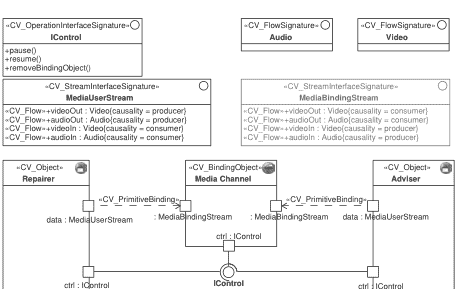 «CV_OperationInterfaceSignature»
IControl
+pause()
+resume()
+removeBindingObject()
«CV_FlowSignature»
Audio
«CV_FlowSignature»
Video
«CV_StreamInterfaceSignature»
MediaUserStream
«CV_Flow»+videoOut : Video{causality = producer}
«CV_Flow»+audioOut : Audio{causality = producer}
«CV_Flow»+videoIn : Video{causality = consumer}
«CV_Flow»+audioIn : Audio{causality = consumer}
«CV_StreamInterfaceSignature»
MediaBindingStream
«CV_Flow»+videoOut : Video{causality = consumer}
«CV_Flow»+audioOut : Audio{causality = consumer}
«CV_Flow»+videoIn : Video{causality = producer}
«CV_Flow»+audioIn : Audio{causality = producer}
«CV_Object»
Repairer
«CV_BindingObject»
Media Channel
«CV_Object»
Adviser
«CV_PrimitiveBinding»
«CV_PrimitiveBinding»
data : MediaUserStream
: MediaBindingStream
: MediaBindingStream
data : MediaUserStream
ctrl : IControl
ctrl : IControl
IControl
ctrl : IControl